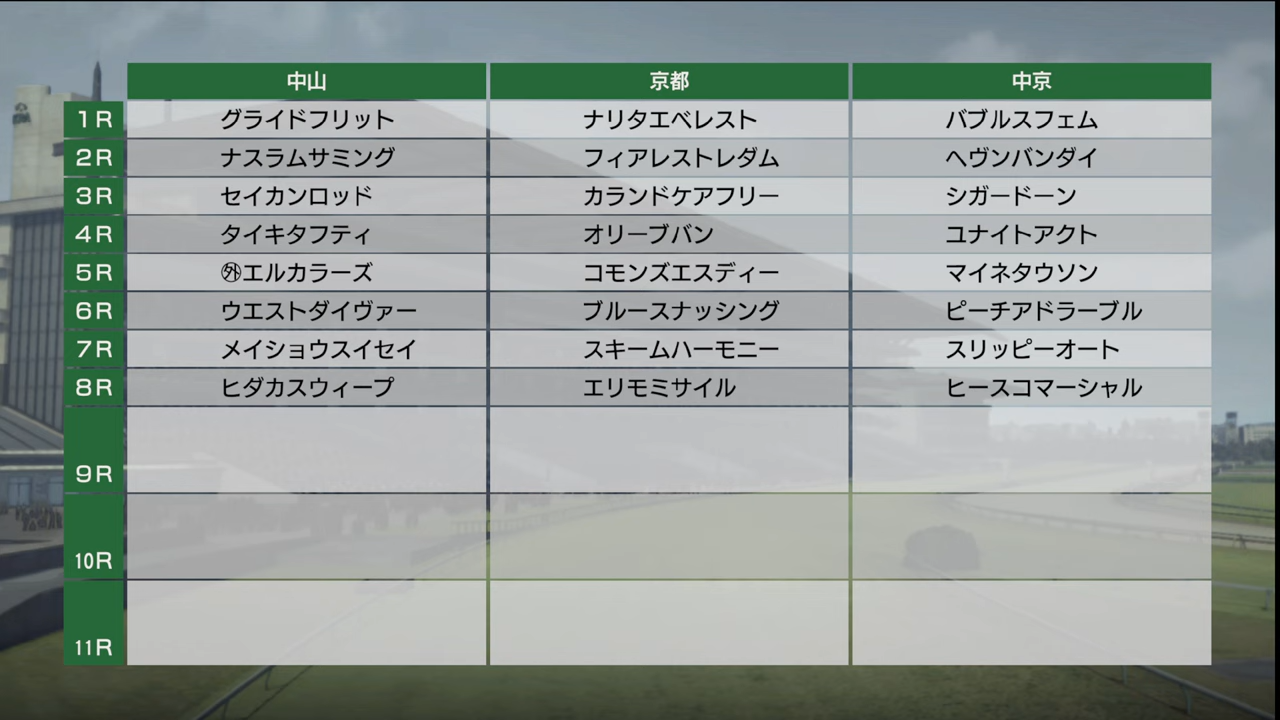 中山 京都 中京
1R グライドフリット ナリタエベレスト バブルスフェム
2R ナスラムサミング フィアレストレダム ヘヴンバンダイ
3R セイカンロッド カランドケアフリー シガードーン
4R タイキタフティ オリーブバン ユナイトアクト
5R ㊕エルカラーズ コモンズエスディー マイネタウソン
6R ウエストダイヴァー ブルースナッシング ピーチアドラーブル
7R メイショウスイセイ スキームハーモニー スリッピーオート
8R ヒダカスウィープ エリモミサイル ヒースコマーシャル
9R
10R
11R